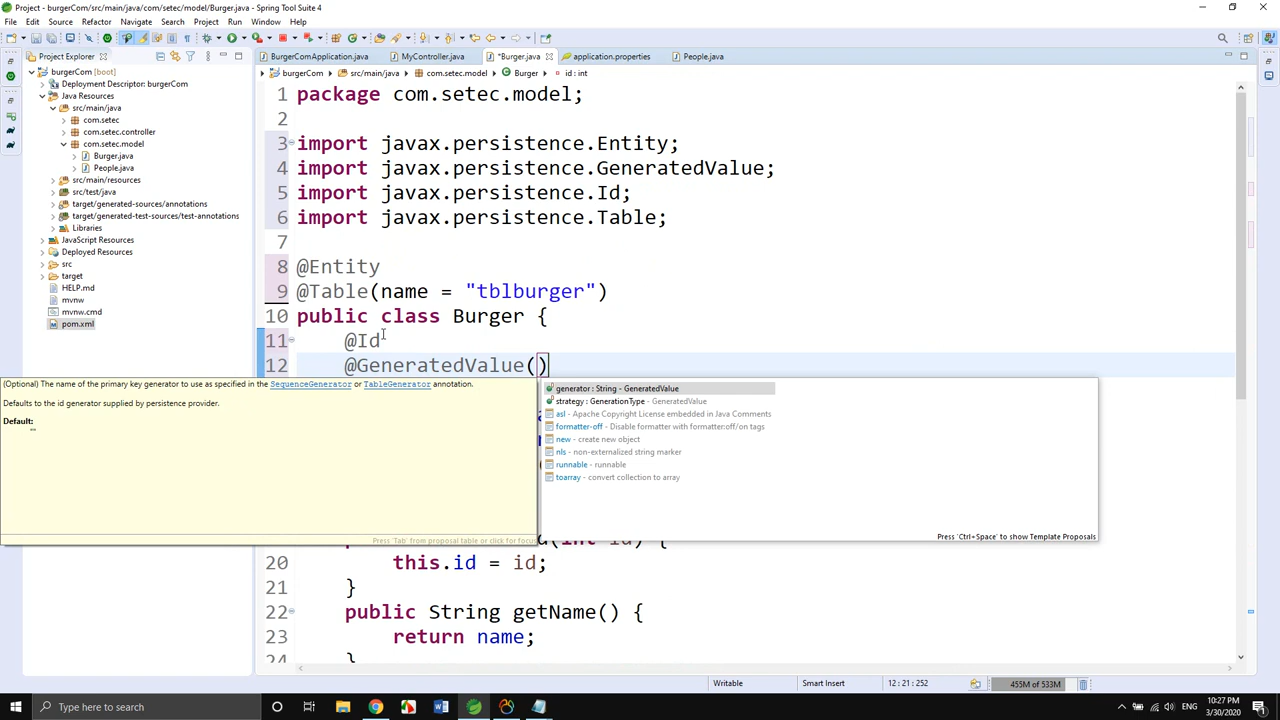 Project - burgerCom/src/main/java/com/setec/model/Burger.java - Spring Tool Suite 4
File Edit Source Refactor Navigate Search Project Run Window Help
Project Explorer
burgerCom [boot]
Deployment Descriptor: burgerCom
Java Resources
src/main/java
com.setec
com.setec.controller
com.setec.model
Burger.java
People.java
src/main/resources
src/test/java
target/generated-sources/annotations
target/generated-test-sources/test-annotations
Libraries
JavaScript Resources
Deployed Resources
src
target
HELP.md
mvnw
mvnw.cmd
pom.xml
BurgerComApplication.java MyController.java *Burger.java application.properties People.java
burgerCom src/main/java com.setec.model Burger id : int
1 package com.setec.model;
2
3 import javax.persistence.Entity;
4 import javax.persistence.GeneratedValue;
5 import javax.persistence.Id;
6 import javax.persistence.Table;
7
8 @Entity
9 @Table(name = "tblburger")
10 public class Burger {
11 @Id
12 @GeneratedValue()
(Optional) The name of the primary key generator to use as specified in the SequenceGenerator or TableGenerator annotation.
Defaults to the id generator supplied by persistence provider.
Default:
""
Press 'Tab' from proposal table or click for focus
generator : String - GeneratedValue
strategy : GenerationType - GeneratedValue
asl - Apache Copyright License embedded in Java Comments
formatter-off - Disable formatter with formatter:off/on tags
new - create new object
nls - non-externalized string marker
runnable - runnable
toarray - convert collection to array
Press 'Ctrl+Space' to show Template Proposals
20 this.id = id;
21 }
22 public String getName() {
23 return name;
24 }
Writable Smart Insert 12 : 21 : 252 455M of 533M
Type here to search
10:27 PM
3/30/2020